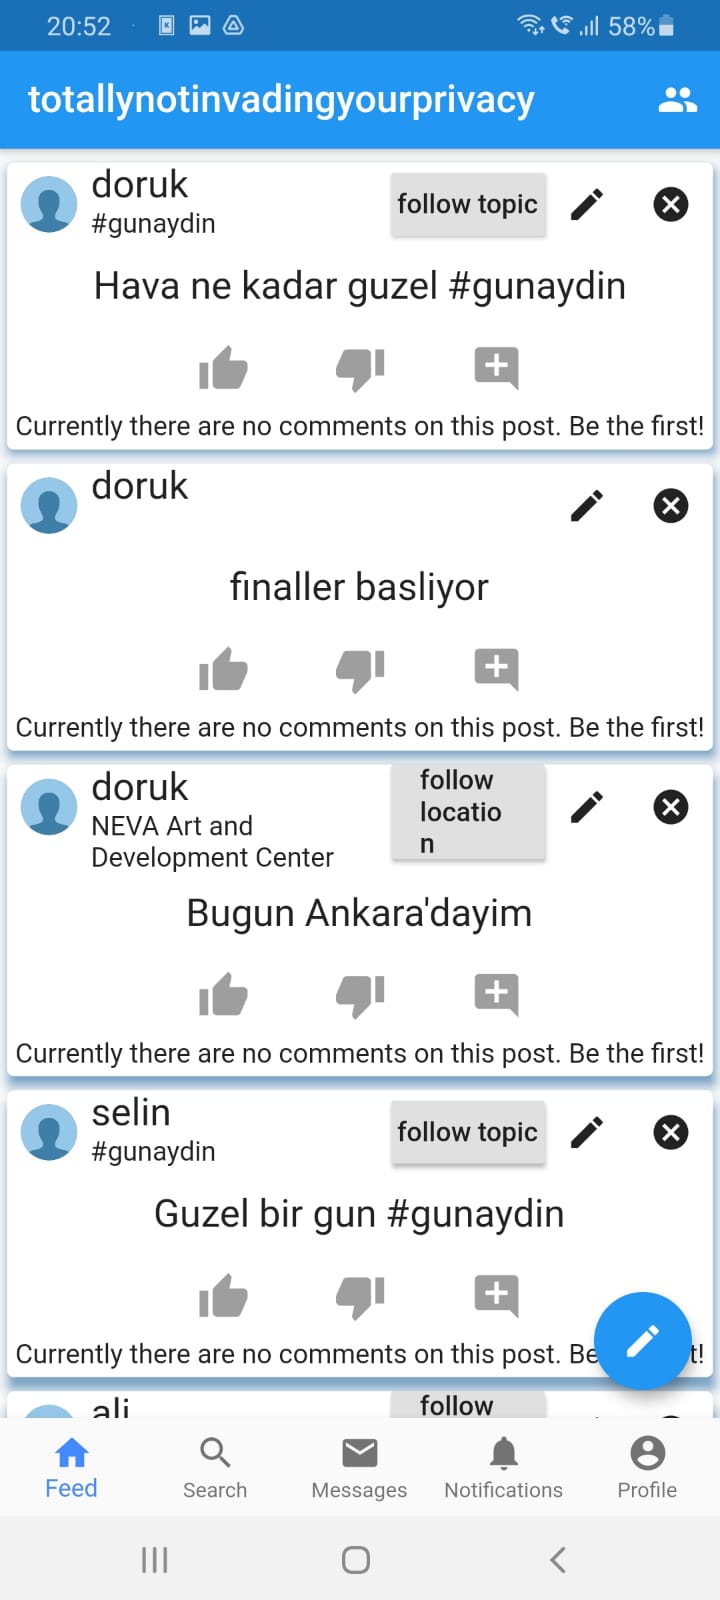 20:52
58%
totallynotinvadingyourprivacy
doruk
#gunaydin
follow topic
Hava ne kadar guzel #gunaydin
Currently there are no comments on this post. Be the first!
doruk
finaller basliyor
Currently there are no comments on this post. Be the first!
doruk
NEVA Art and
Development Center
follow
locatio
n
Bugun Ankara'dayim
Currently there are no comments on this post. Be the first!
selin
#gunaydin
follow topic
Guzel bir gun #gunaydin
Currently there are no comments on this post. Be t!
ali
follow
Feed
Search
Messages
Notifications
Profile